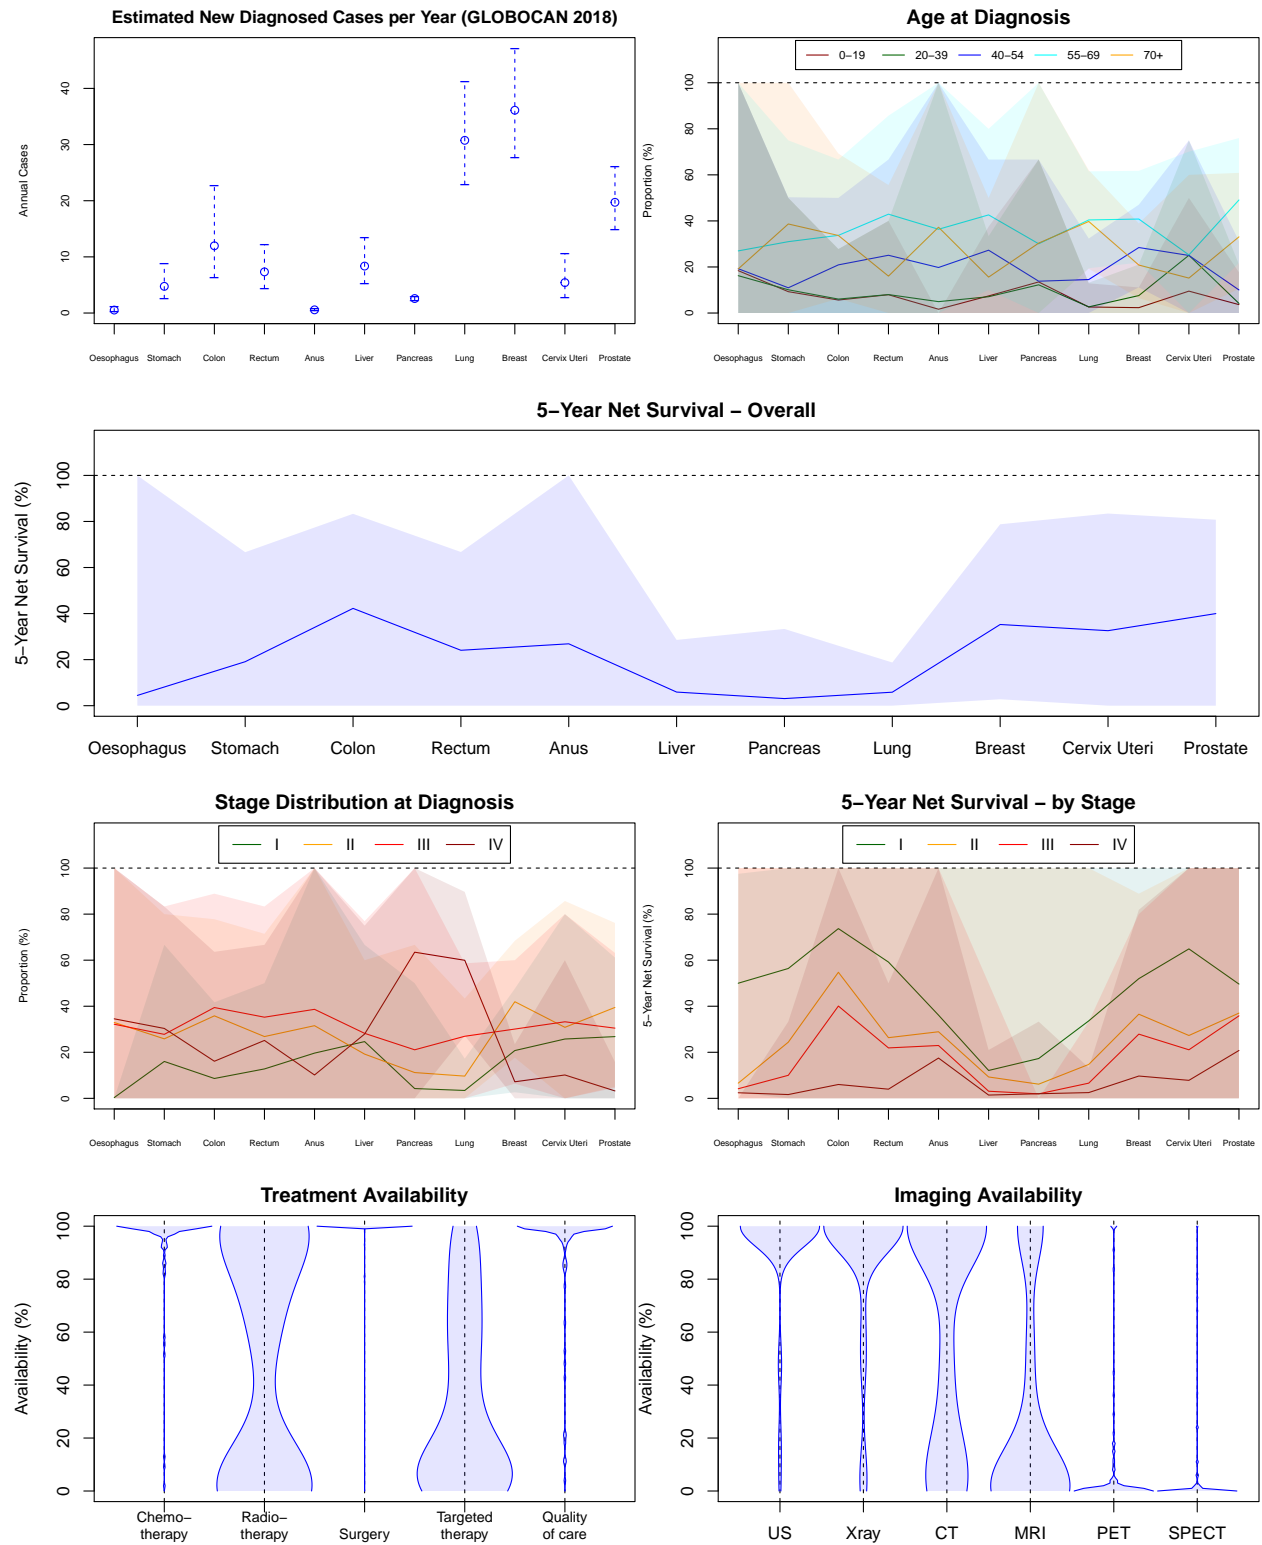 Estimated New Diagnosed Cases per Year (GLOBOCAN 2018)
Annual Cases
40
30
20
10
0
Oesophagus Stomach Colon Rectum Anus Liver Pancreas Lung Breast Cervix Uteri Prostate
Age at Diagnosis
0−19 20−39 40−54 55−69 70+
Proportion (%)
100
80
60
40
20
0
Oesophagus Stomach Colon Rectum Anus Liver Pancreas Lung Breast Cervix Uteri Prostate
5−Year Net Survival − Overall
5−Year Net Survival (%)
100
80
60
40
20
0
Oesophagus Stomach Colon Rectum Anus Liver Pancreas Lung Breast Cervix Uteri Prostate
Stage Distribution at Diagnosis
I II III IV
Proportion (%)
100
80
60
40
20
0
Oesophagus Stomach Colon Rectum Anus Liver Pancreas Lung Breast Cervix Uteri Prostate
5−Year Net Survival − by Stage
I II III IV
5−Year Net Survival (%)
100
80
60
40
20
0
Oesophagus Stomach Colon Rectum Anus Liver Pancreas Lung Breast Cervix Uteri Prostate
Treatment Availability
Availability (%)
100
80
60
40
20
0
Chemo−
therapy
Radio−
therapy
Surgery
Targeted
therapy
Quality
of care
Imaging Availability
Availability (%)
100
80
60
40
20
0
US Xray CT MRI PET SPECT